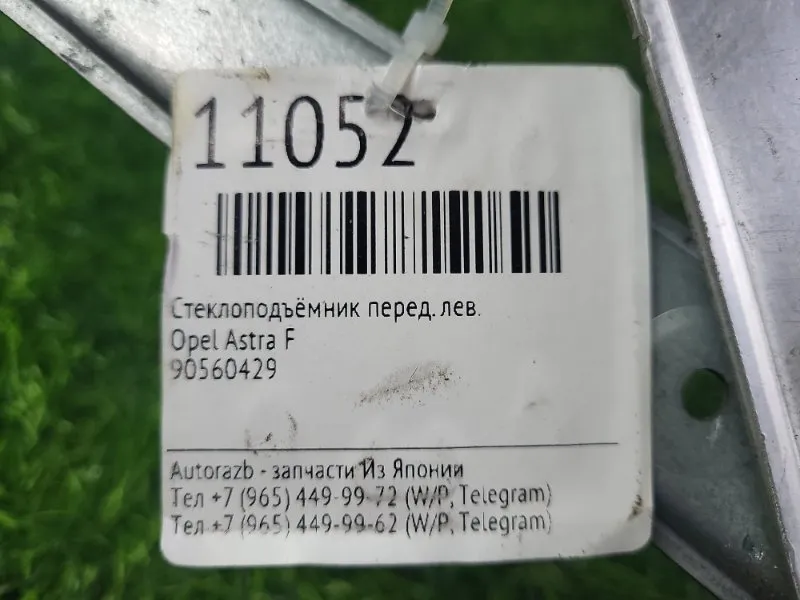 11052
Стеклоподъёмник перед. лев.
Opel Astra F
90560429
Autorazb - запчасти Из Японии
Тел +7 (965) 449-99-72 (W/P, Telegram)
Тел +7 (965) 449-99-62 (W/P, Telegram)